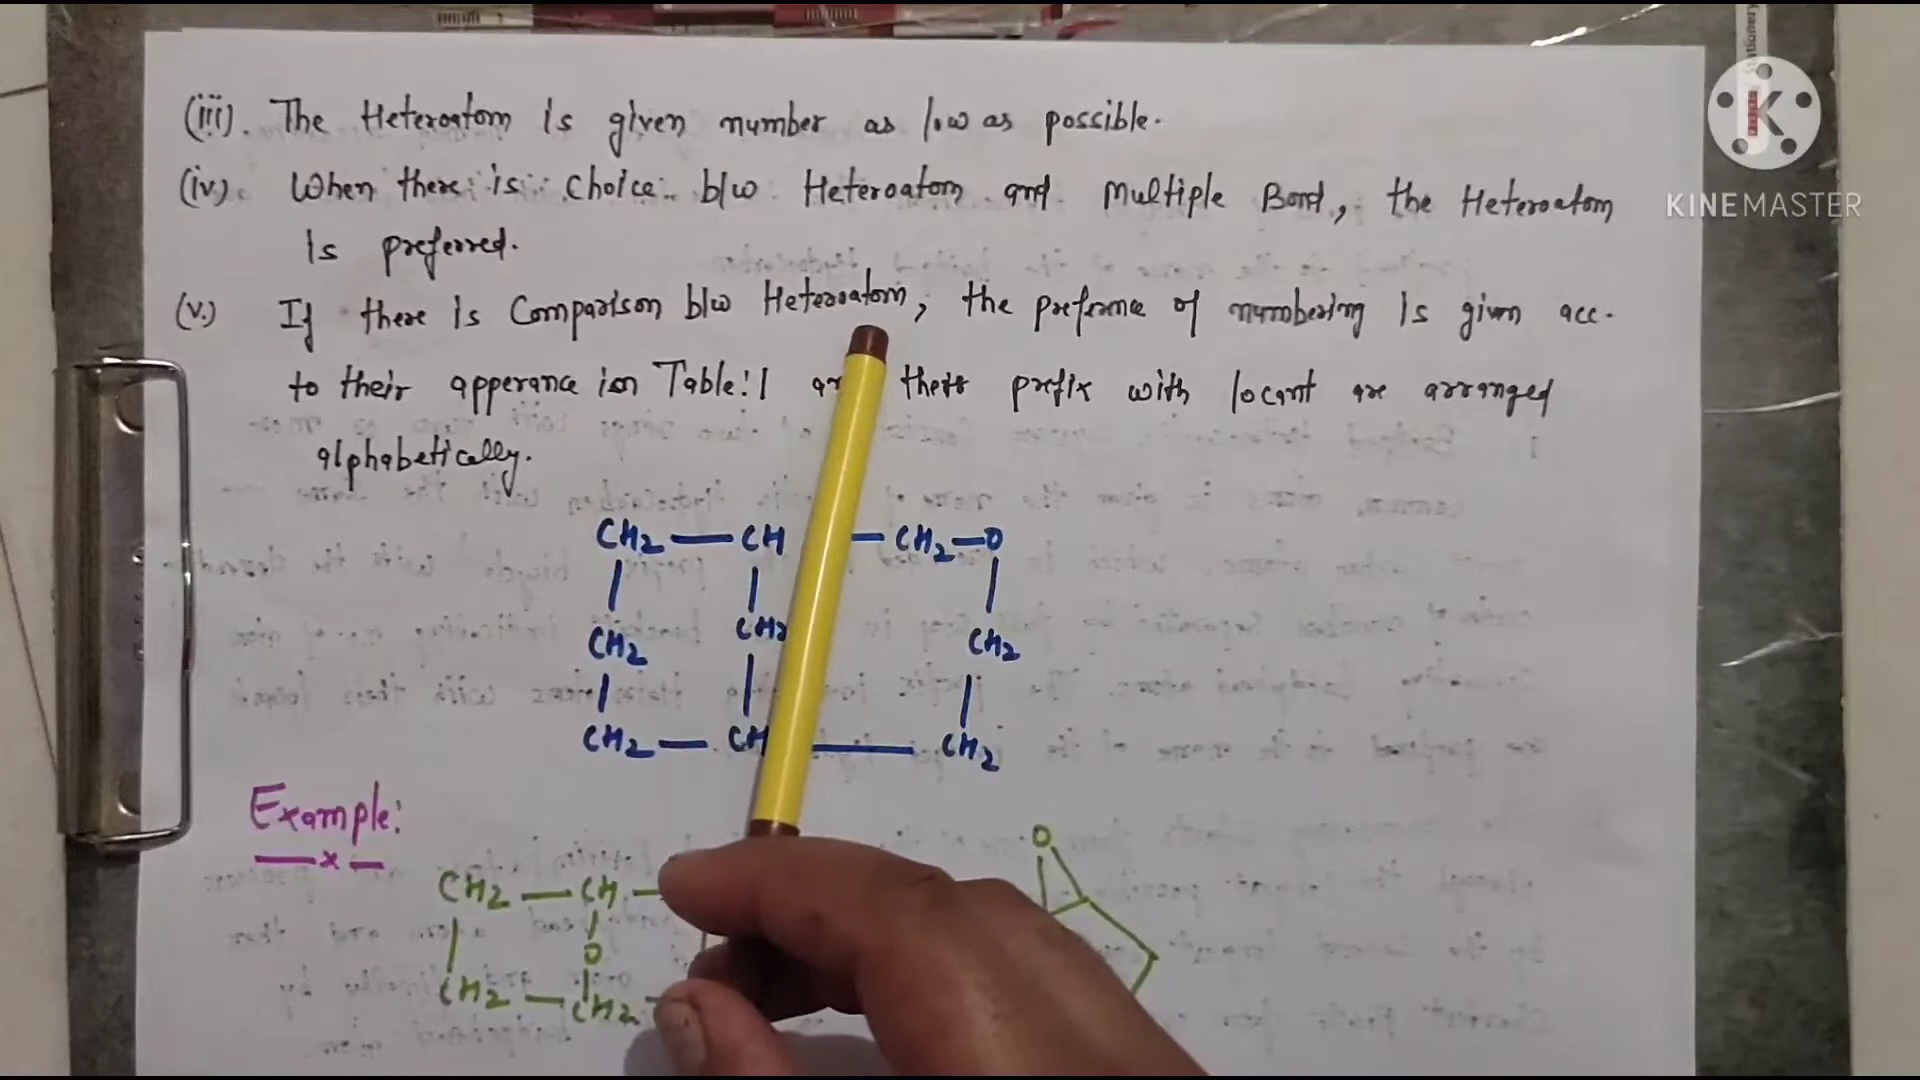 (iii). The Heteroatom is given number as low as possible.
(iv). When there is choice b/w Heteroatom and Multiple Bond, the Heteroatom
is preferred.
(v.) If there is Comparison b/w Heteroatom, the prefrence of numbering is given acc.
to their apperance in Table:1 their prefix with locant are arranged
alphabetically.
CH2 — CH — CH2 — O
CH2 CH2 CH2
CH2 — CH — CH2
Example:
O
CH2 — CH —
O
CH2 — CH2
Stationery
K
KINEMASTER